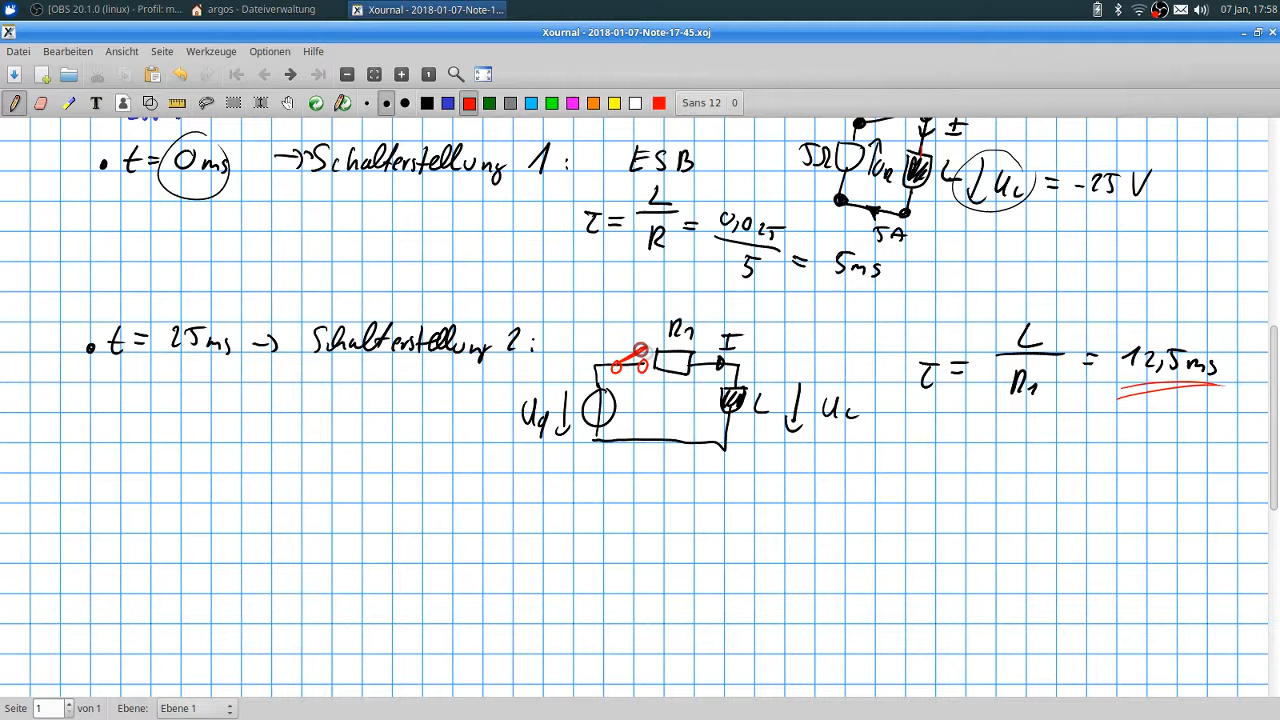 [OBS 20.1.0 (linux) - Profil: m...
argos - Dateiverwaltung
Xournal - 2018-01-07-Note-1...
07 Jan, 17:58
Xournal - 2018-01-07-Note-17-45.xoj
Datei Bearbeiten Ansicht Seite Werkzeuge Optionen Hilfe
Sans 12 0
• t = 0ms → Schalterstellung 1 : ESB
5Ω U_R I L ↓ U_L = -25 V
5A
τ = L/R = 0,025/5 = 5ms
• t = 25ms → Schalterstellung 2 :
R1 I
Uq L U_L
τ = L/R1 = 12,5ms
Seite 1 von 1 Ebene: Ebene 1